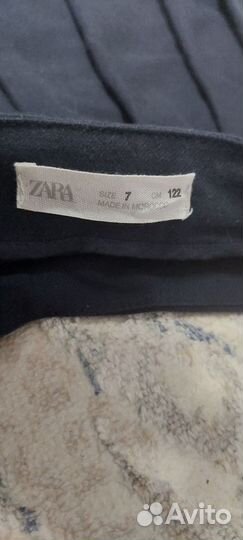 ZARA SIZE 7 CM 122
MADE IN MOROCCO
Avito